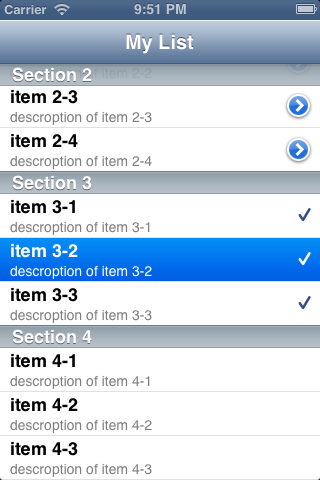 Carrier 9:51 PM
My List
item 2-2
Section 2
item 2-3
descroption of item 2-3
item 2-4
descroption of item 2-4
Section 3
item 3-1
descroption of item 3-1
item 3-2
descroption of item 3-2
item 3-3
descroption of item 3-3
Section 4
item 4-1
descroption of item 4-1
item 4-2
descroption of item 4-2
item 4-3
descroption of item 4-3